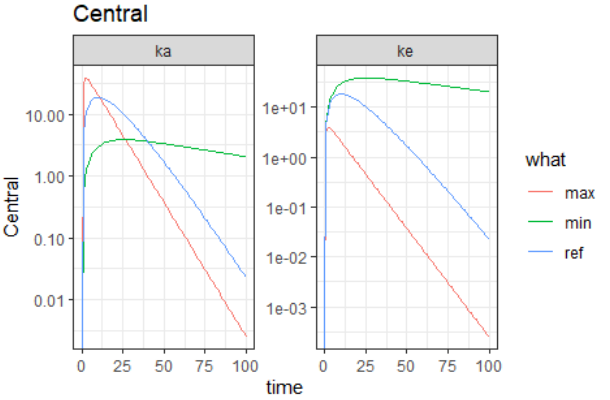 Central
ka
ke
10.00
1.00
0.10
0.01
1e+01
1e+00
1e-01
1e-02
1e-03
Central
0 25 50 75 100
0 25 50 75 100
time
what
max
min
ref